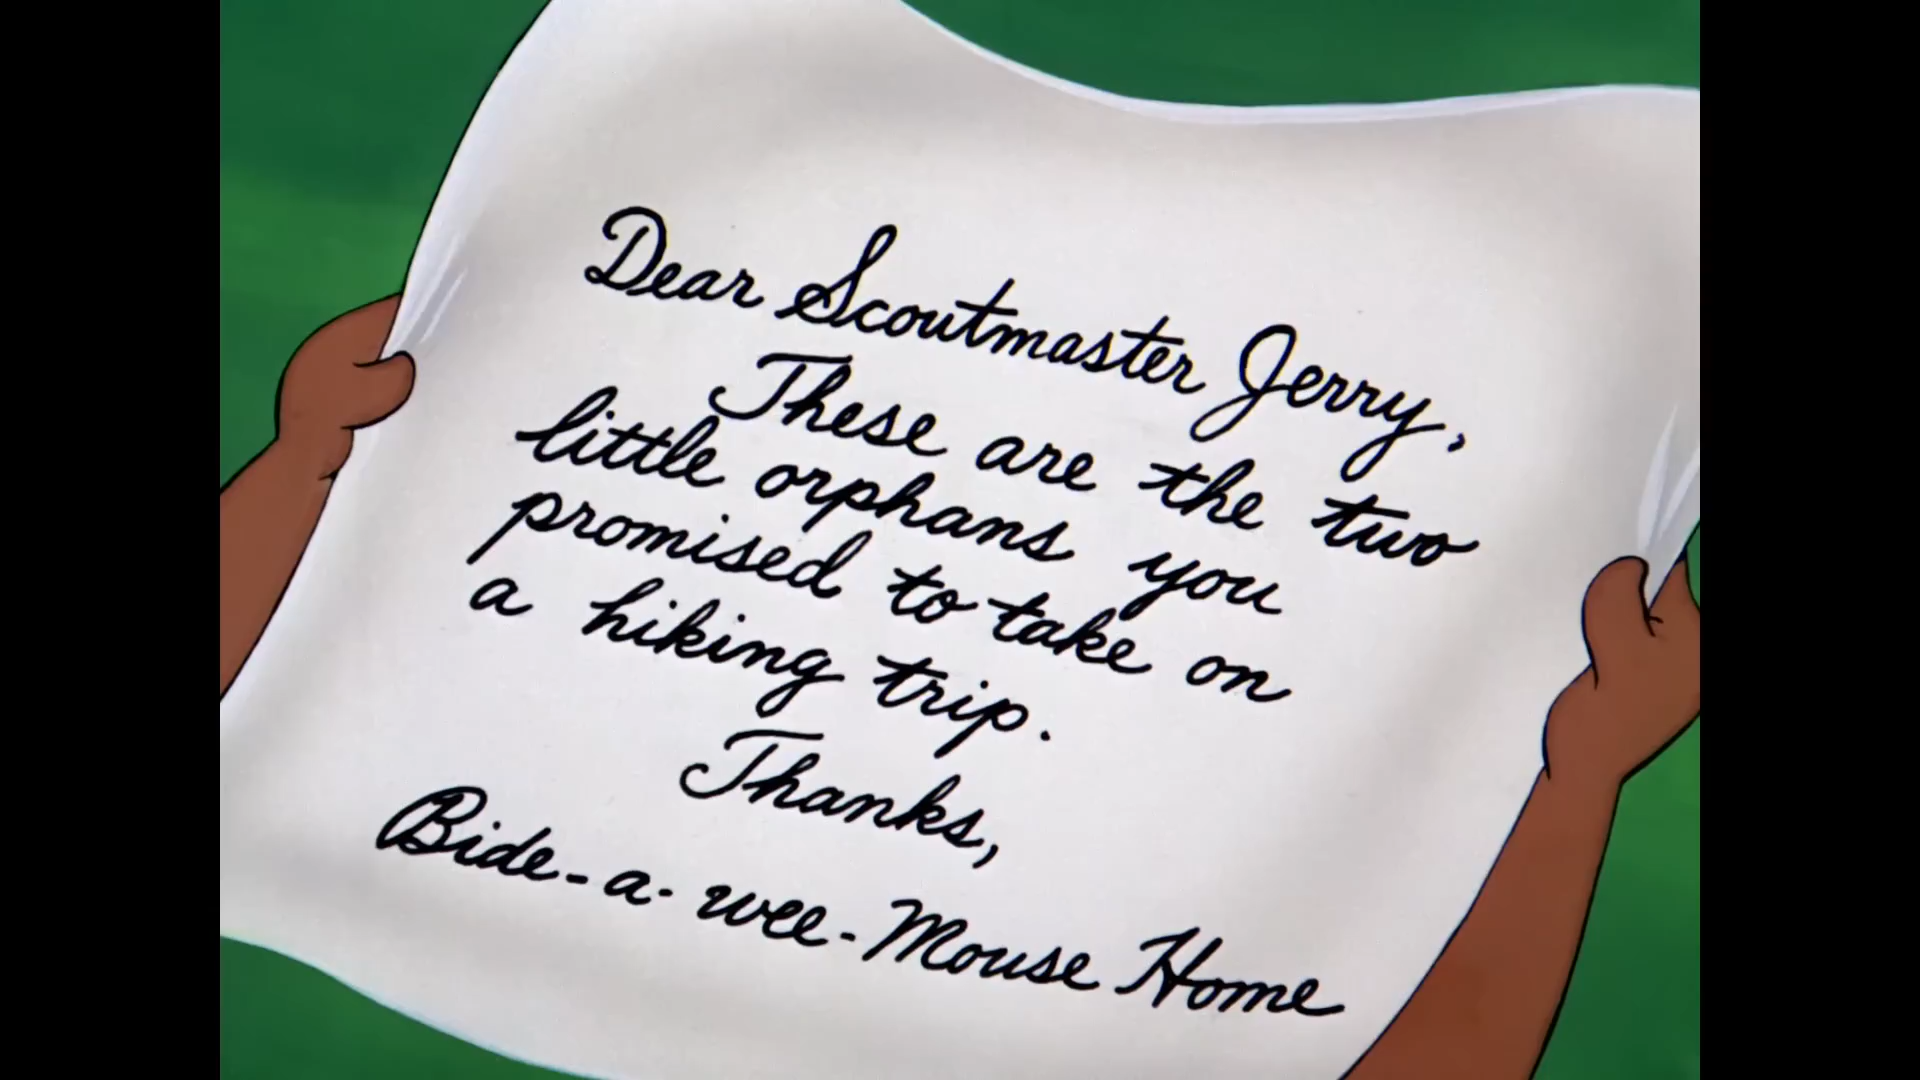 Dear Scoutmaster Jerry,
These are the two
little orphans you
promised to take on
a hiking trip.
Thanks,
Bide-a-wee-Mouse Home